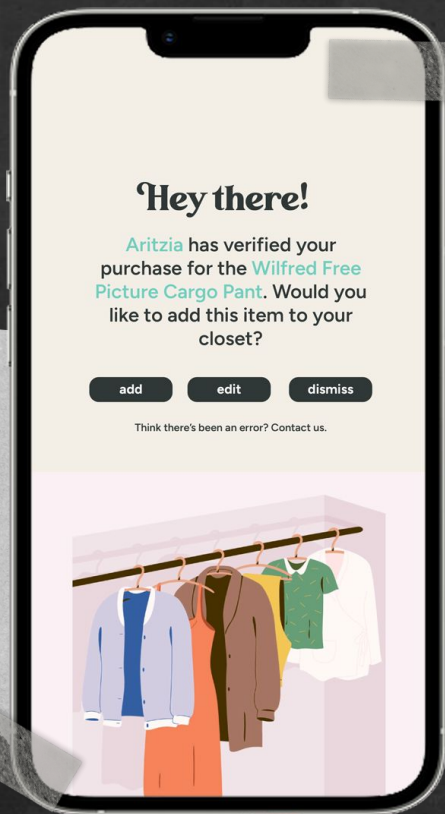 Hey there!
Aritzia has verified your
purchase for the Wilfred Free
Picture Cargo Pant. Would you
like to add this item to your
closet?
add edit dismiss
Think there's been an error? Contact us.